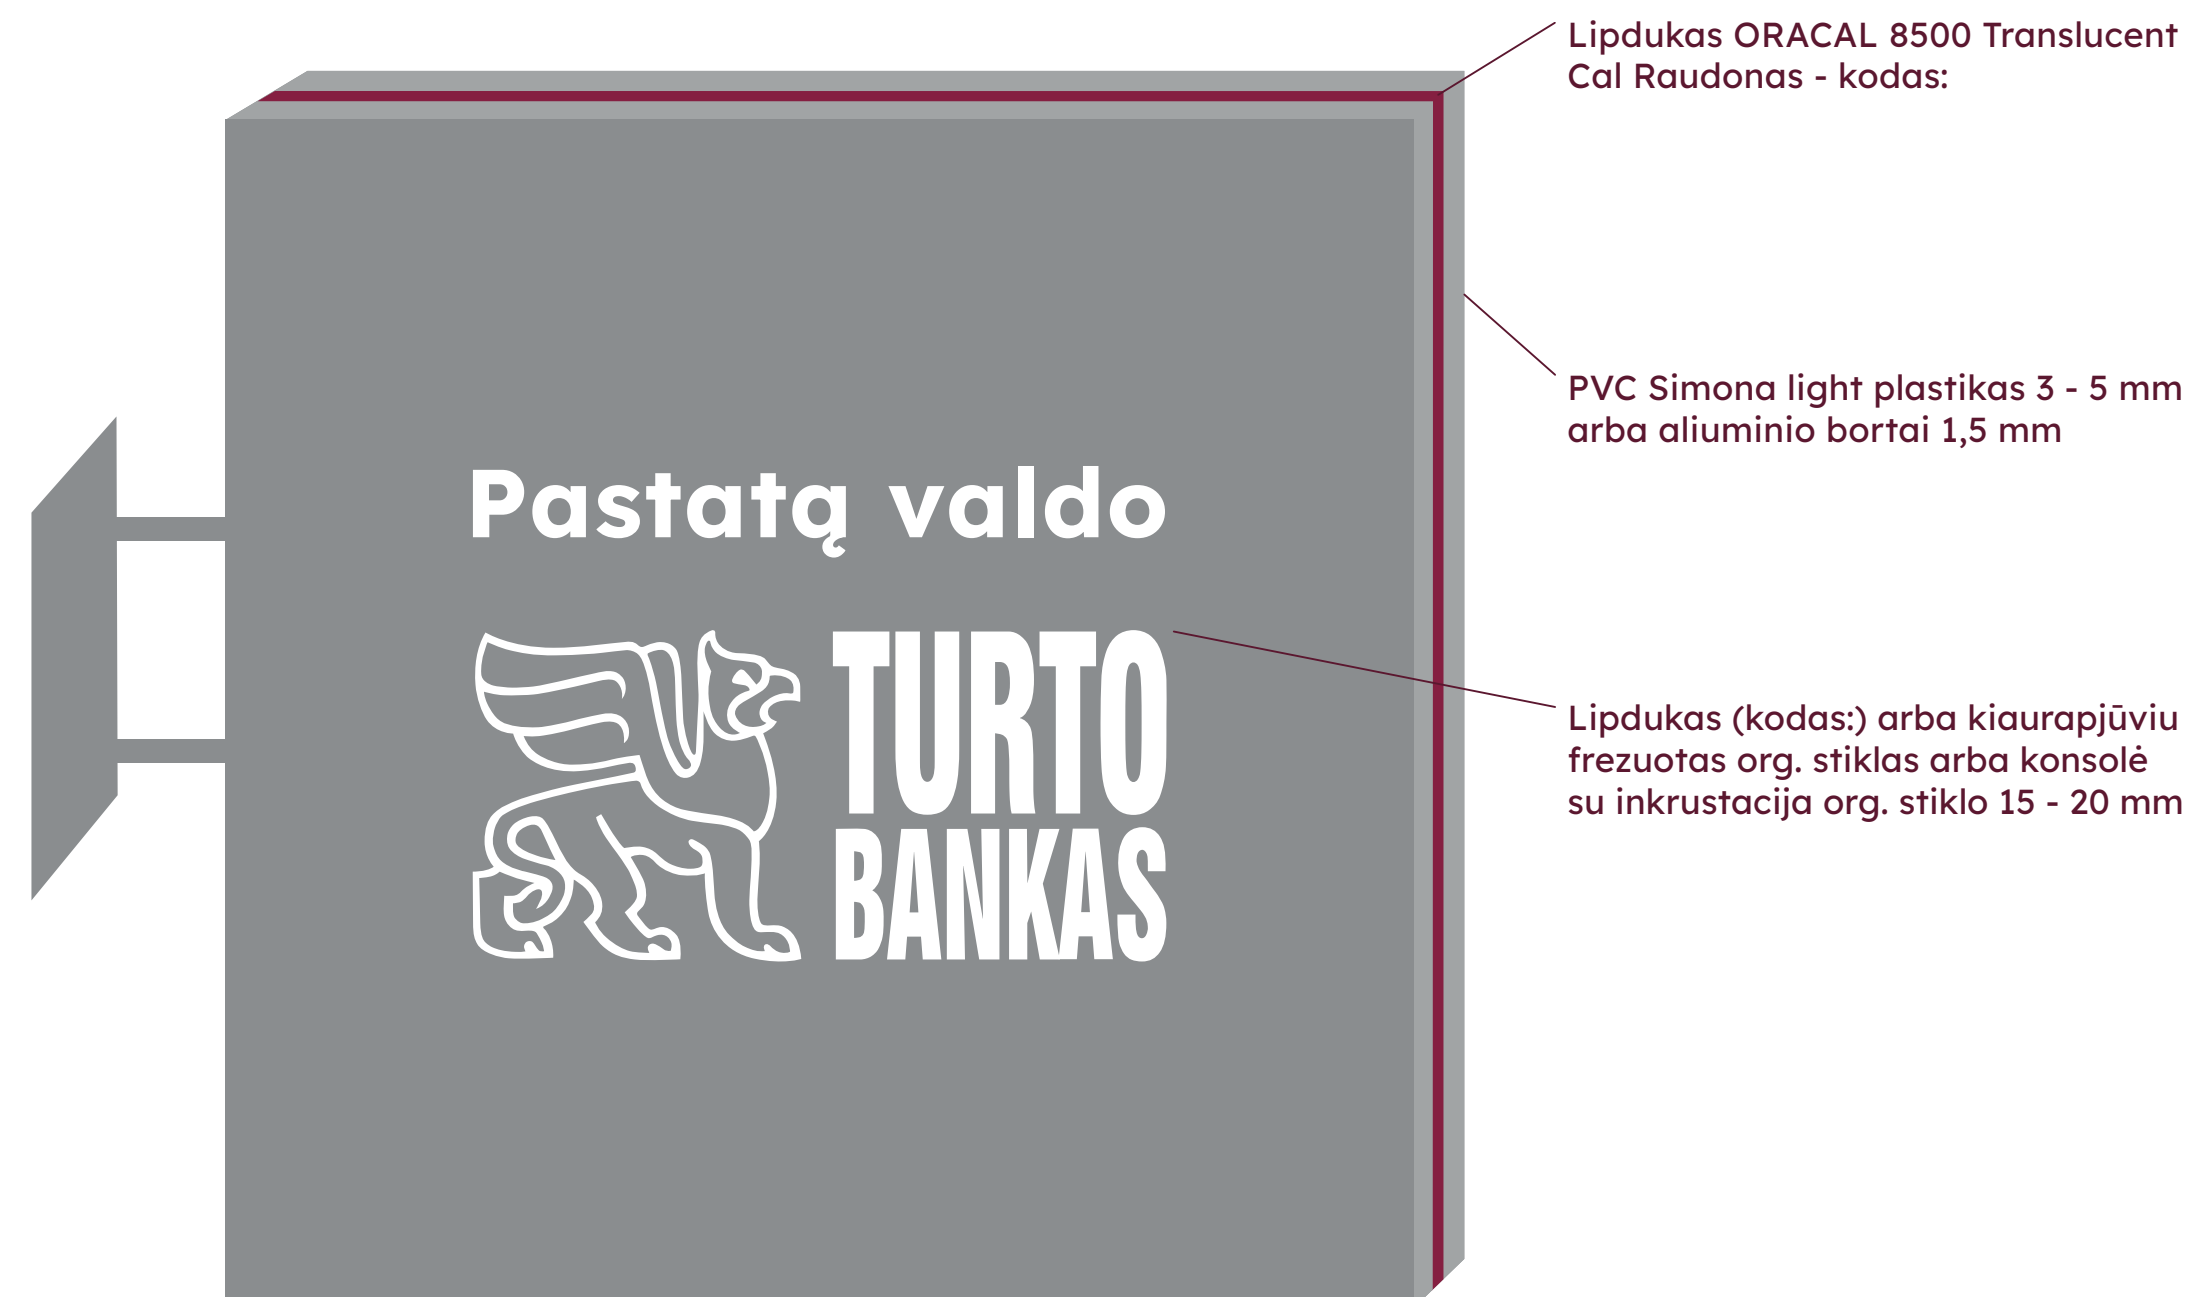 Lipdukas ORACAL 8500 Translucent
Cal Raudonas - kodas:
PVC Simona light plastikas 3 - 5 mm
arba aliuminio bortai 1,5 mm
Pastatą valdo
TURTO
BANKAS
Lipdukas (kodas:) arba kiaurapjūviu
frezuotas org. stiklas arba konsolė
su inkrustacija org. stiklo 15 - 20 mm